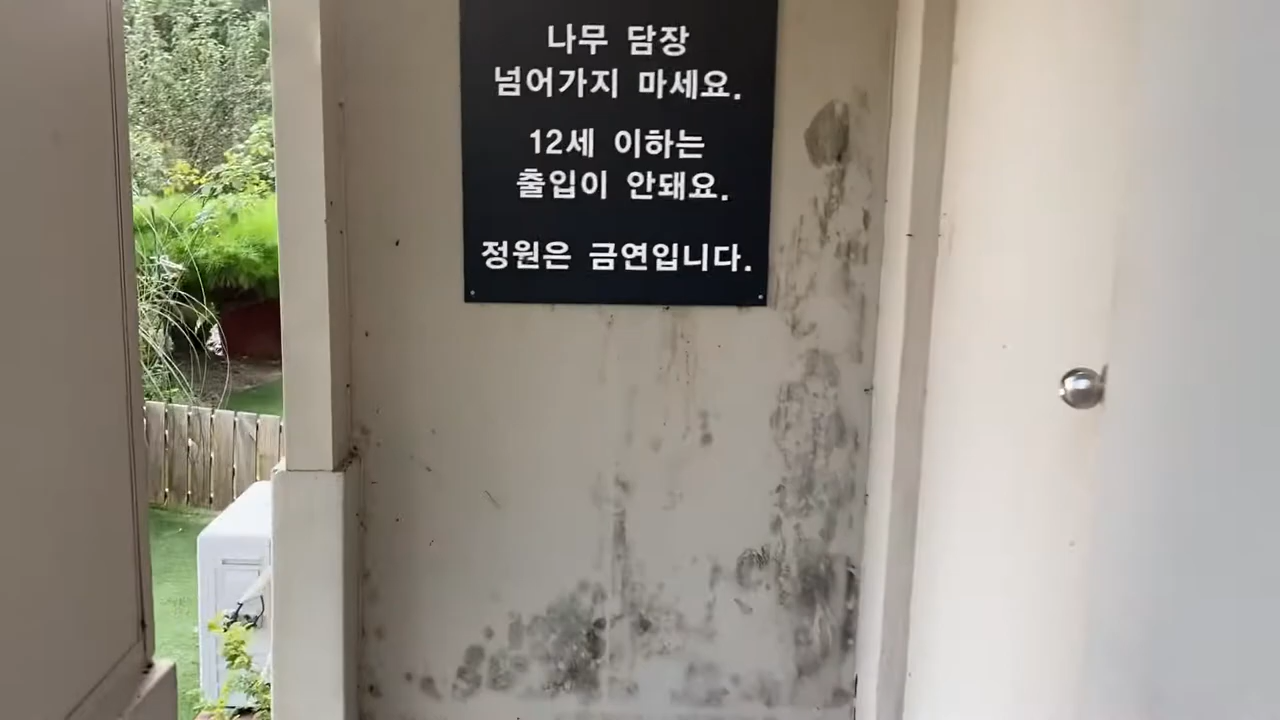 나무 담장
넘어가지 마세요.
12세 이하는
출입이 안돼요.
정원은 금연입니다.